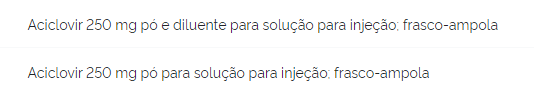 Aciclovir 250 mg pó e diluente para solução para injeção; frasco-ampola
Aciclovir 250 mg pó para solução para injeção; frasco-ampola